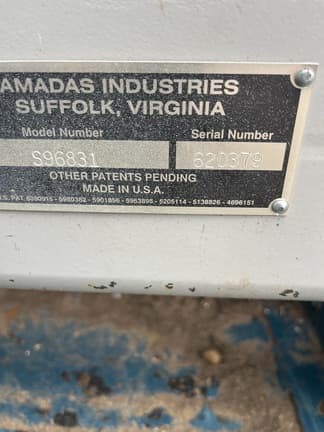 AMADAS INDUSTRIES
SUFFOLK, VIRGINIA
Model Number Serial Number
S96831 620379
OTHER PATENTS PENDING
MADE IN U.S.A.